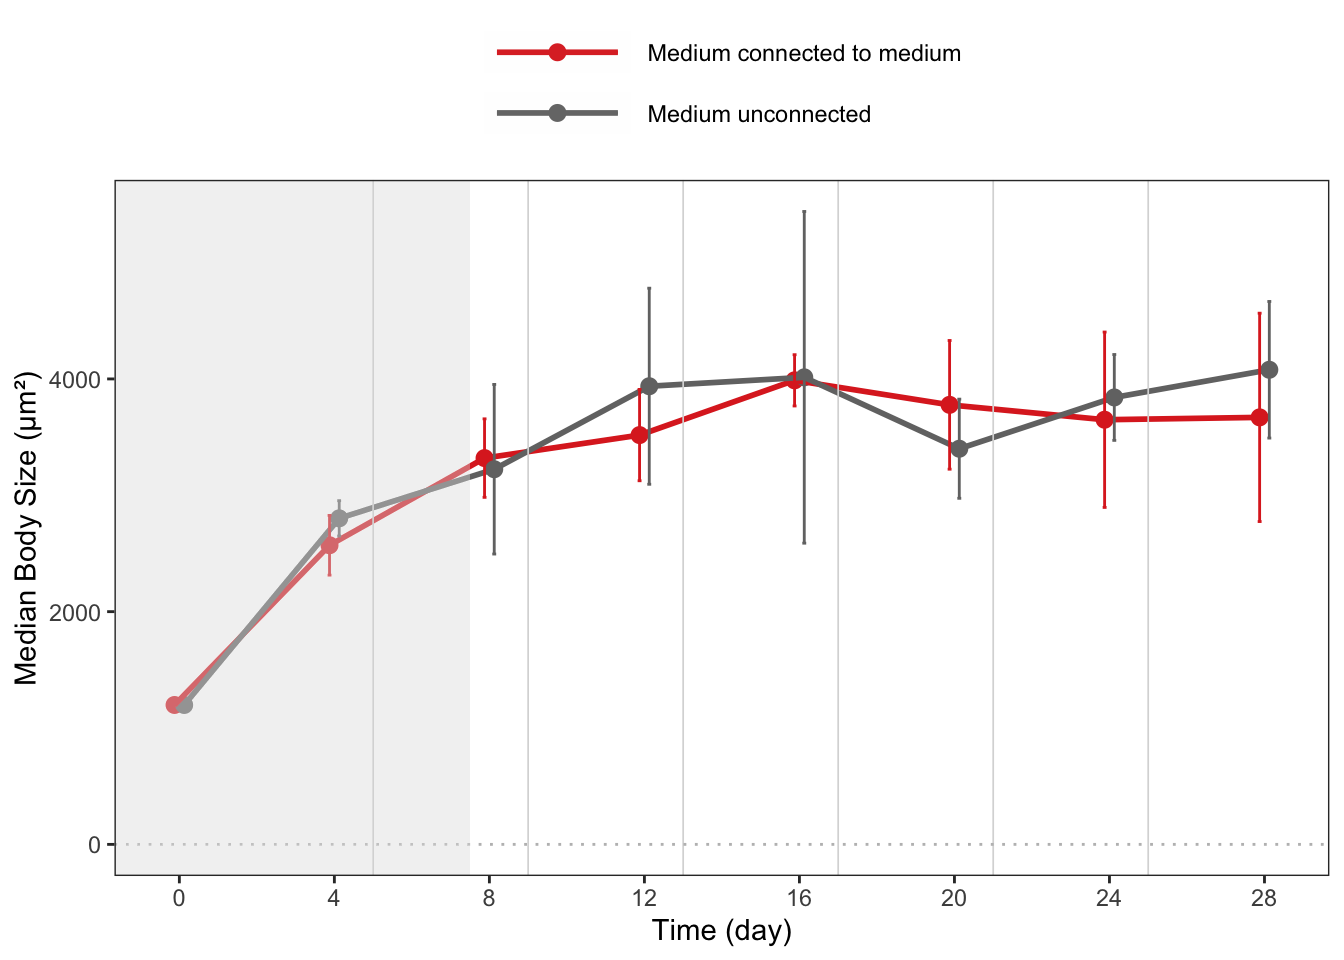 Medium connected to medium
Medium unconnected
Median Body Size (µm²)
4000
2000
0
0 4 8 12 16 20 24 28
Time (day)